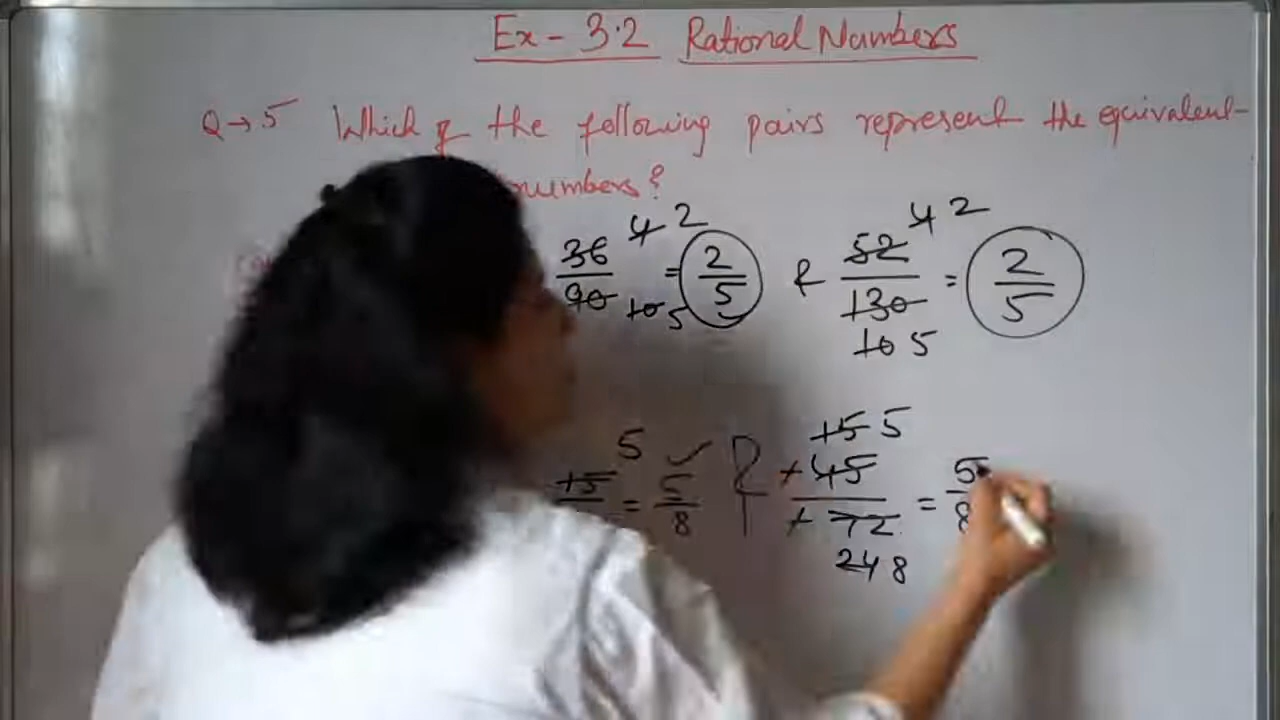 Ex - 3.2 Rational Numbers
Q → 5 Which of the following pairs represent the equivalent
numbers?
36/90 4 2 10 5 = 2/5 & 52/130 4 2 10 5 = 2/5
15 5 = 5/8 & 15 5 -45/-72 24 8 = 5/8